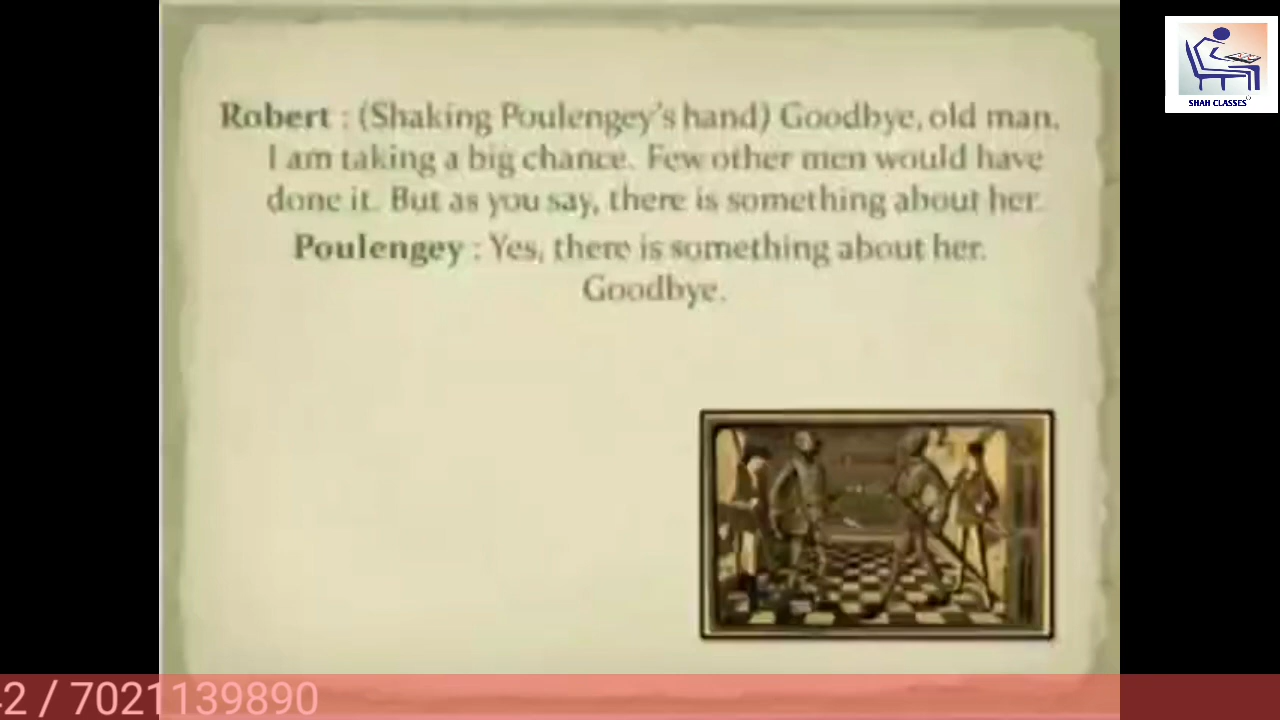 Robert : (Shaking Poulengey's hand) Goodbye, old man.
I am taking a big chance. Few other men would have
done it. But as you say, there is something about her.
Poulengey : Yes, there is something about her.
Goodbye.
SHAH CLASSES
2 / 7021139890